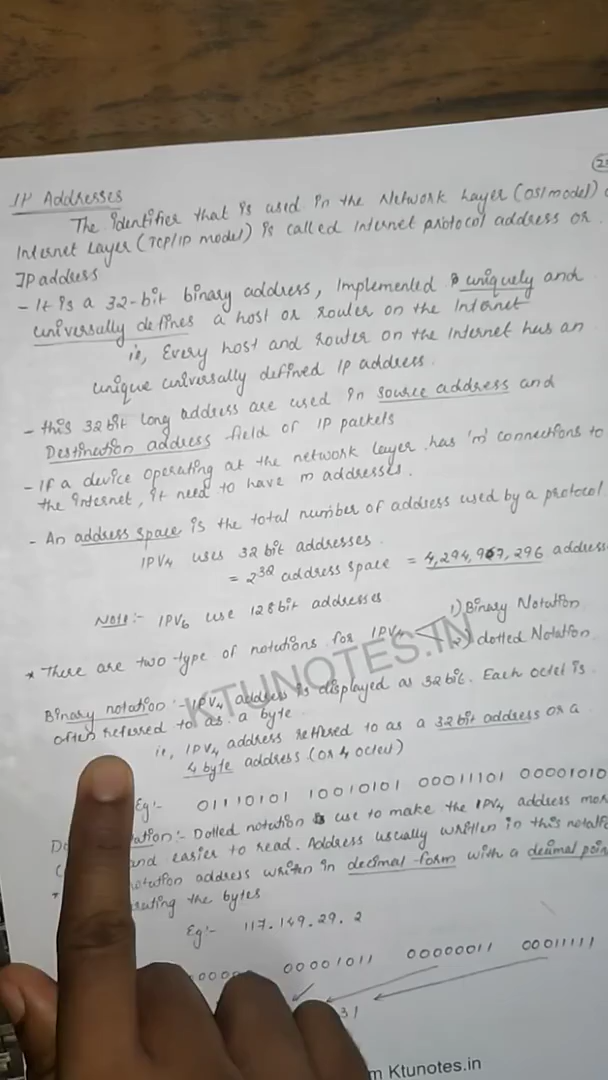 IP Addresses
The identifier that is used in the Network Layer (OSI model)
Internet Layer (TCP/IP model) is called Internet protocol address or
IP address
- It is a 32-bit binary address, Implemented uniquely and
universally defines a host or router on the Internet
ie, Every host and router on the Internet has an
unique universally defined IP address.
- this 32 bit long address are used in source address and
Destination address field of IP packets
- If a device operating at the network layer has 'm' connections to
the internet, it need to have m addresses.
- An address space is the total number of address used by a protocol
IPV4 uses 32 bit addresses.
= 2^32 address space = 4,294,967,296 address
Note:- IPV6 use 128 bit addresses
* There are two type of notations for IPV4
1) Binary Notation
2) dotted Notation
KTUNOTES.IN
Binary notation :- IPV4 address is displayed as 32 bit. Each octet is
often referred to as a byte
ie, IPV4 address reffered to as a 32 bit address or a
4 byte address (or 4 octet)
Eg:- 01110101 10010101 00011101 00001010
:- Dotted notation use to make the IPV4 address
and easier to read. Address usually written in this
notation address written in decimal form with a decimal
the bytes
Eg:- 117.149.29.2
00001011 00000011 00011111
31
Ktunotes.in